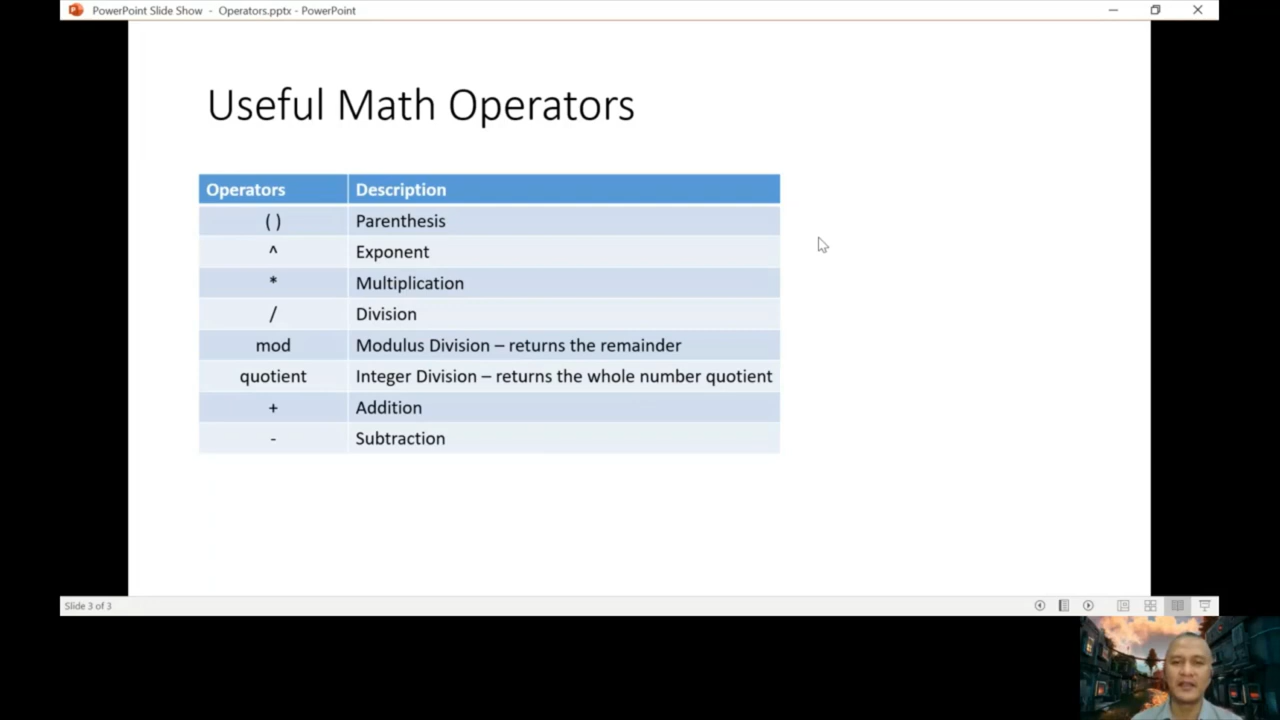 PowerPoint Slide Show - Operators.pptx - PowerPoint
Useful Math Operators
Operators Description
( ) Parenthesis
^ Exponent
* Multiplication
/ Division
mod Modulus Division – returns the remainder
quotient Integer Division – returns the whole number quotient
+ Addition
- Subtraction
Slide 3 of 3